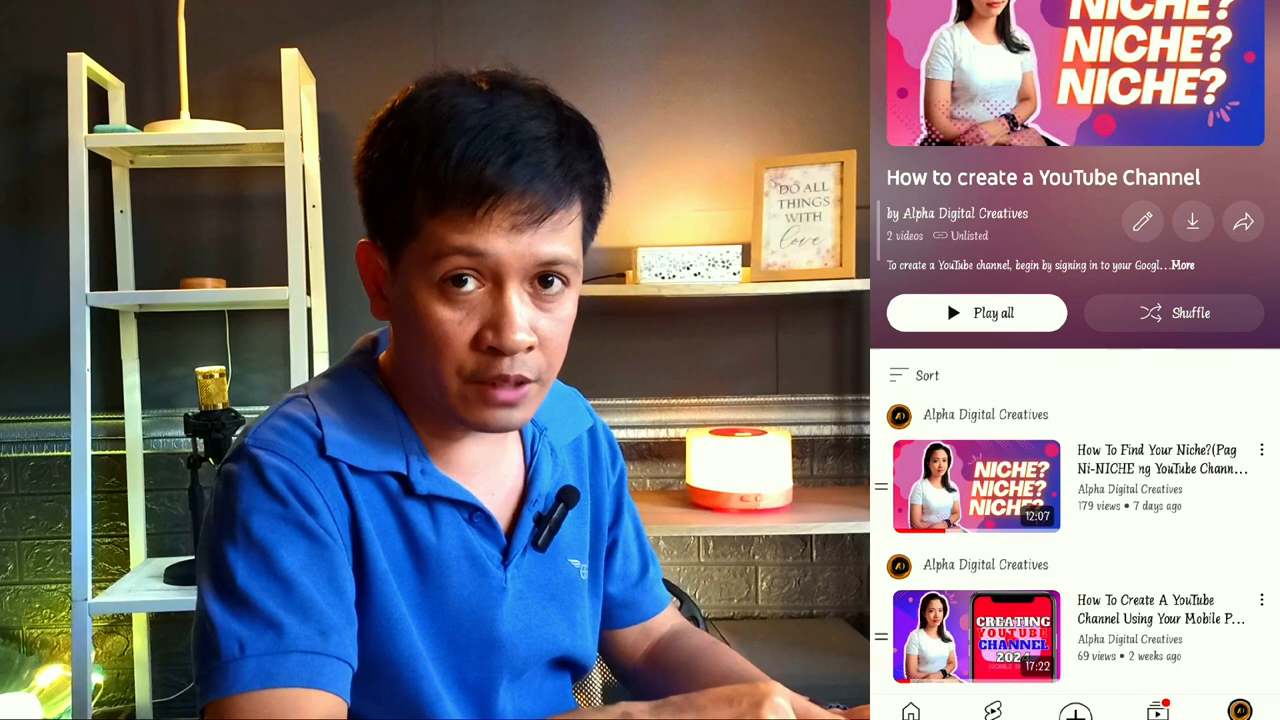 DO ALL
THINGS
WITH
love
NICHE?
NICHE?
NICHE?
How to create a YouTube Channel
by Alpha Digital Creatives
2 videos Unlisted
To create a YouTube channel, begin by signing in to your Googl...More
Play all
Shuffle
Sort
Alpha Digital Creatives
NICHE?
NICHE?
NICHE?
12:07
How To Find Your Niche?(Pag
Ni-NICHE ng YouTube Chann...
Alpha Digital Creatives
179 views • 7 days ago
Alpha Digital Creatives
CREATING
YOUTUBE
CHANNEL
2024
17:22
How To Create A YouTube
Channel Using Your Mobile P...
Alpha Digital Creatives
69 views • 2 weeks ago